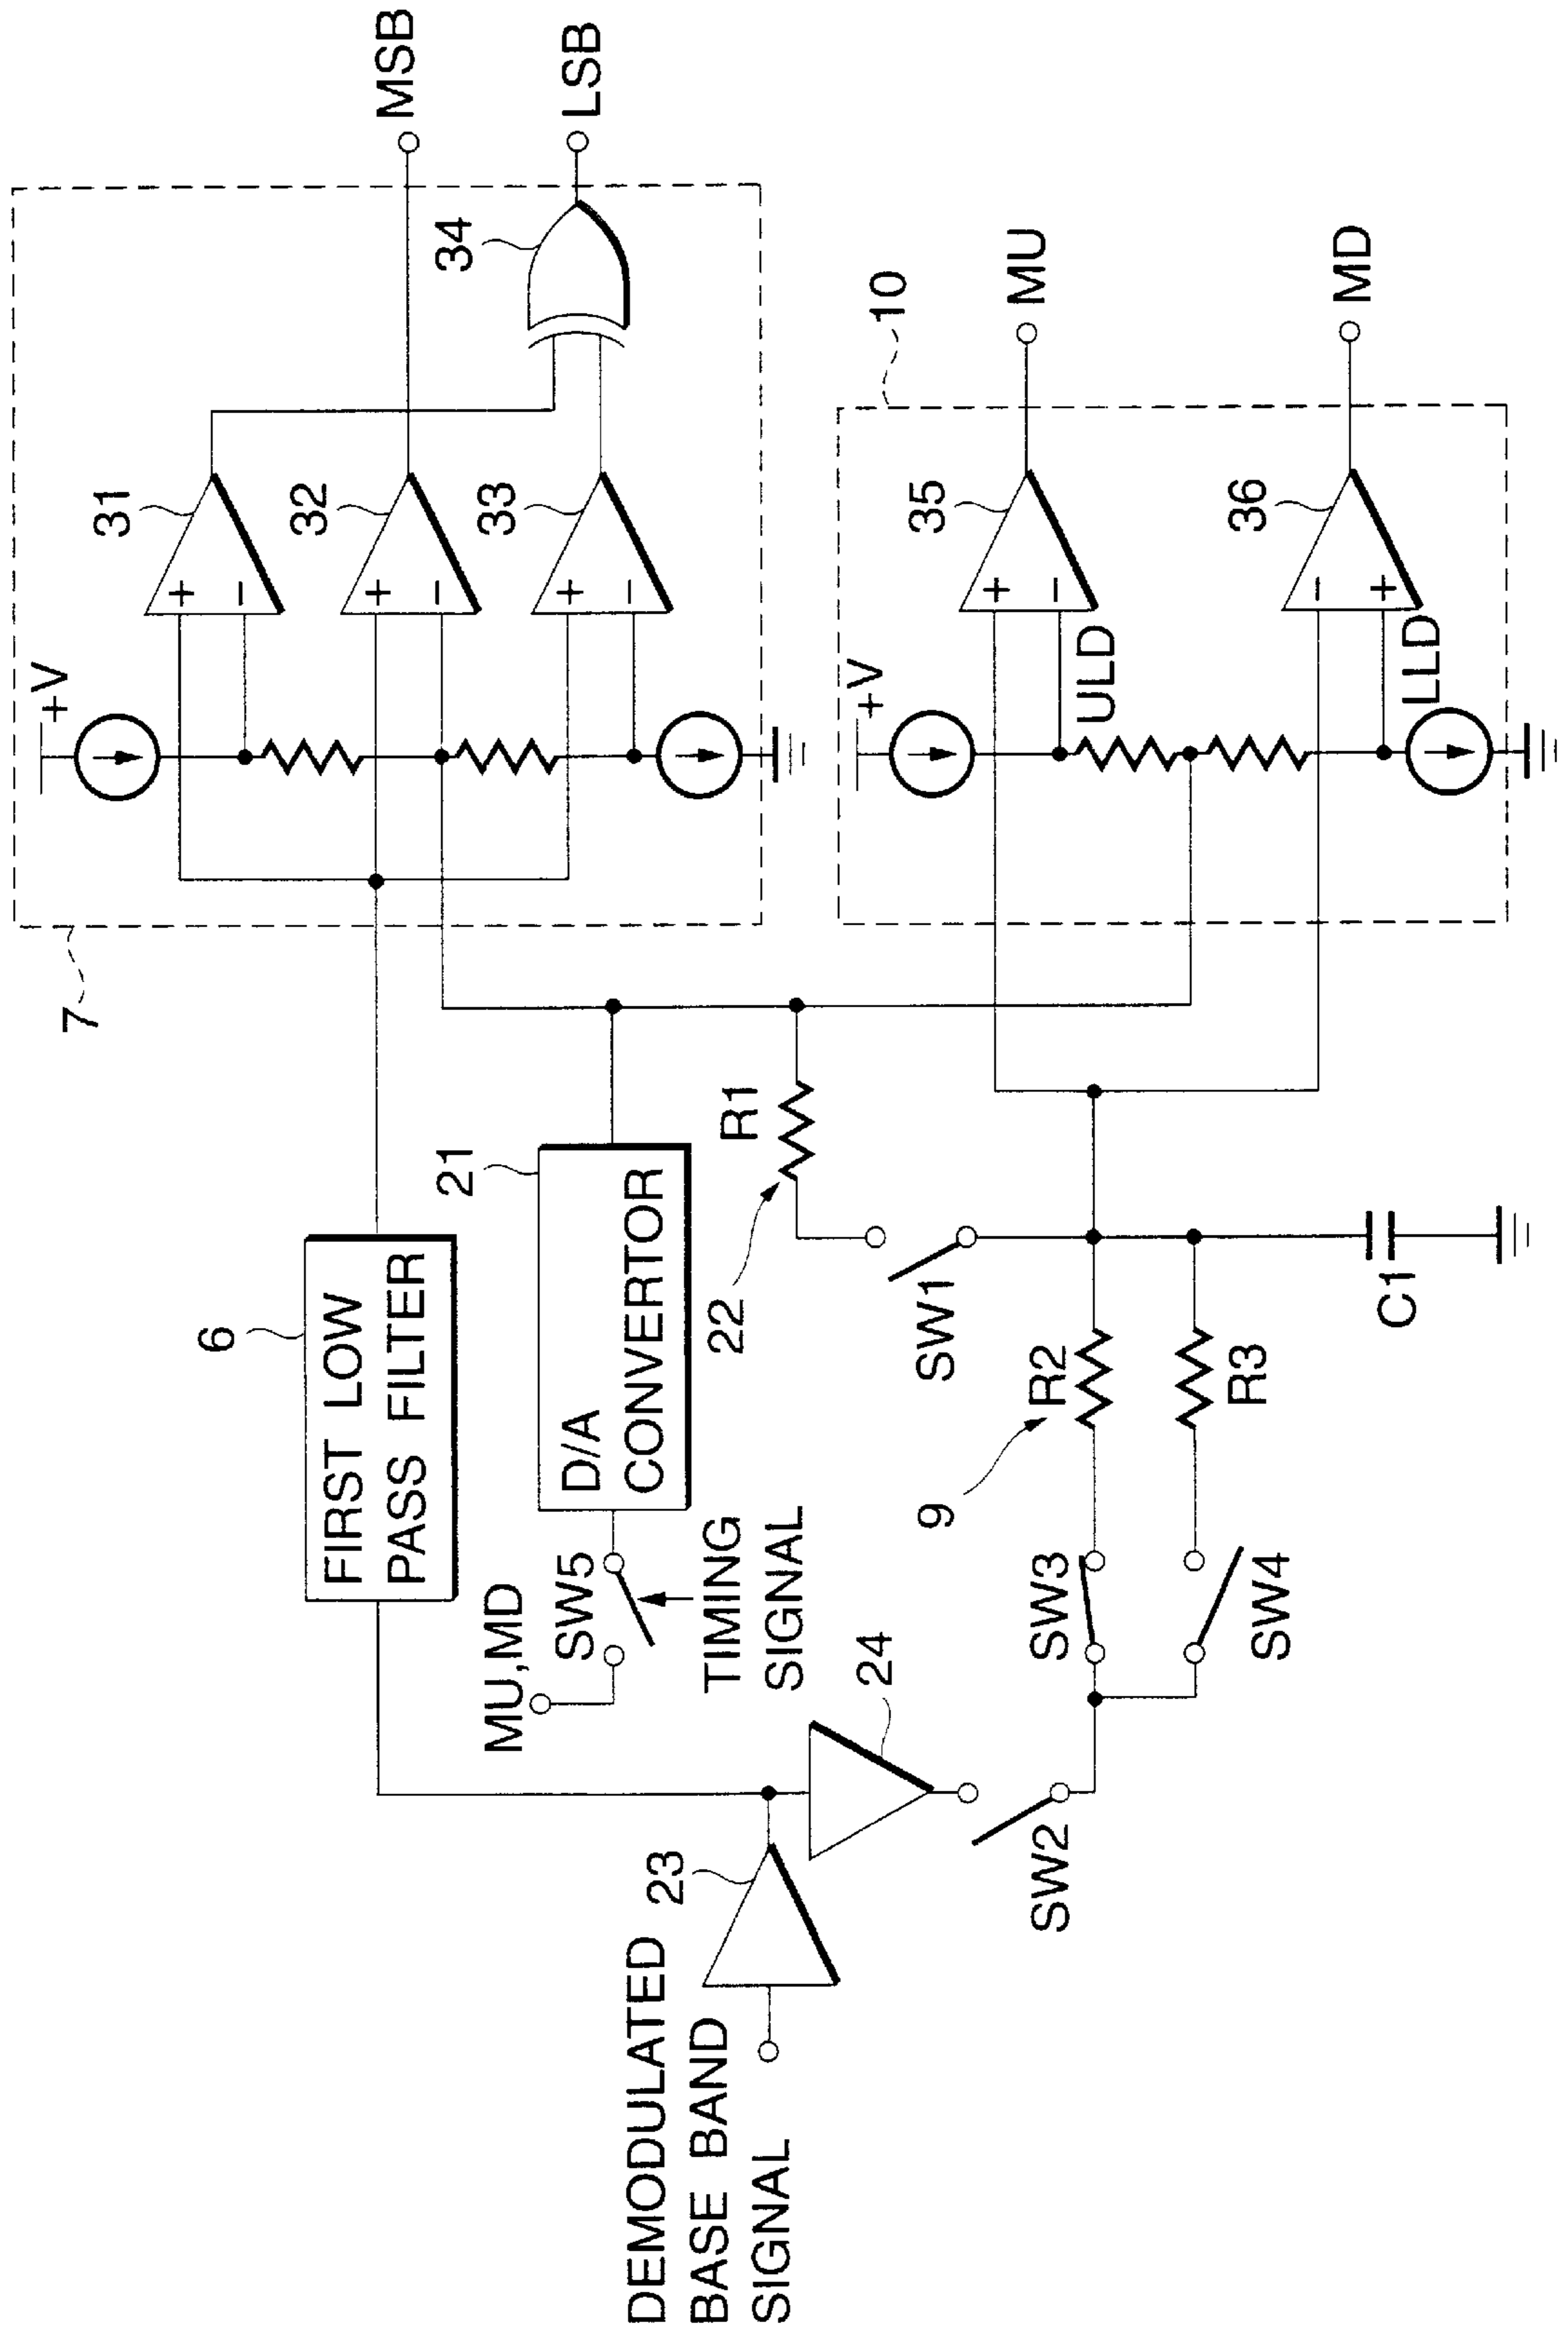 7
+V
31
+
−
32
+
−
33
+
−
34
MSB
LSB
6
FIRST LOW
PASS FILTER
21
D/A
CONVERTOR
MU,MD
SW5
TIMING
SIGNAL
R1
22
SW1
10
+V
35
+
−
ULD
36
−
+
LLD
MU
MD
DEMODULATED
BASE BAND
SIGNAL
23
24
SW2
SW3
SW4
9
R2
R3
C1